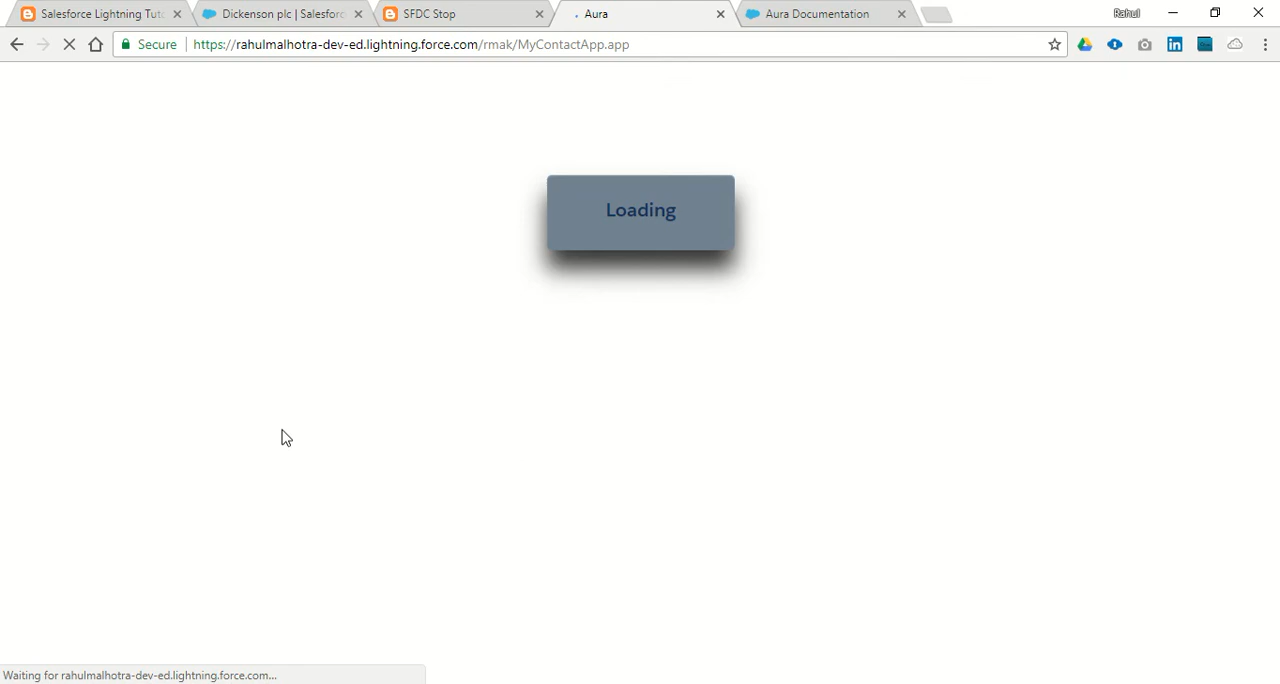 Salesforce Lightning Tut
Dickenson plc | Salesforc
SFDC Stop
Aura
Aura Documentation
Rahul
Secure
https://rahulmalhotra-dev-ed.lightning.force.com/rmak/MyContactApp.app
Loading
Waiting for rahulmalhotra-dev-ed.lightning.force.com...